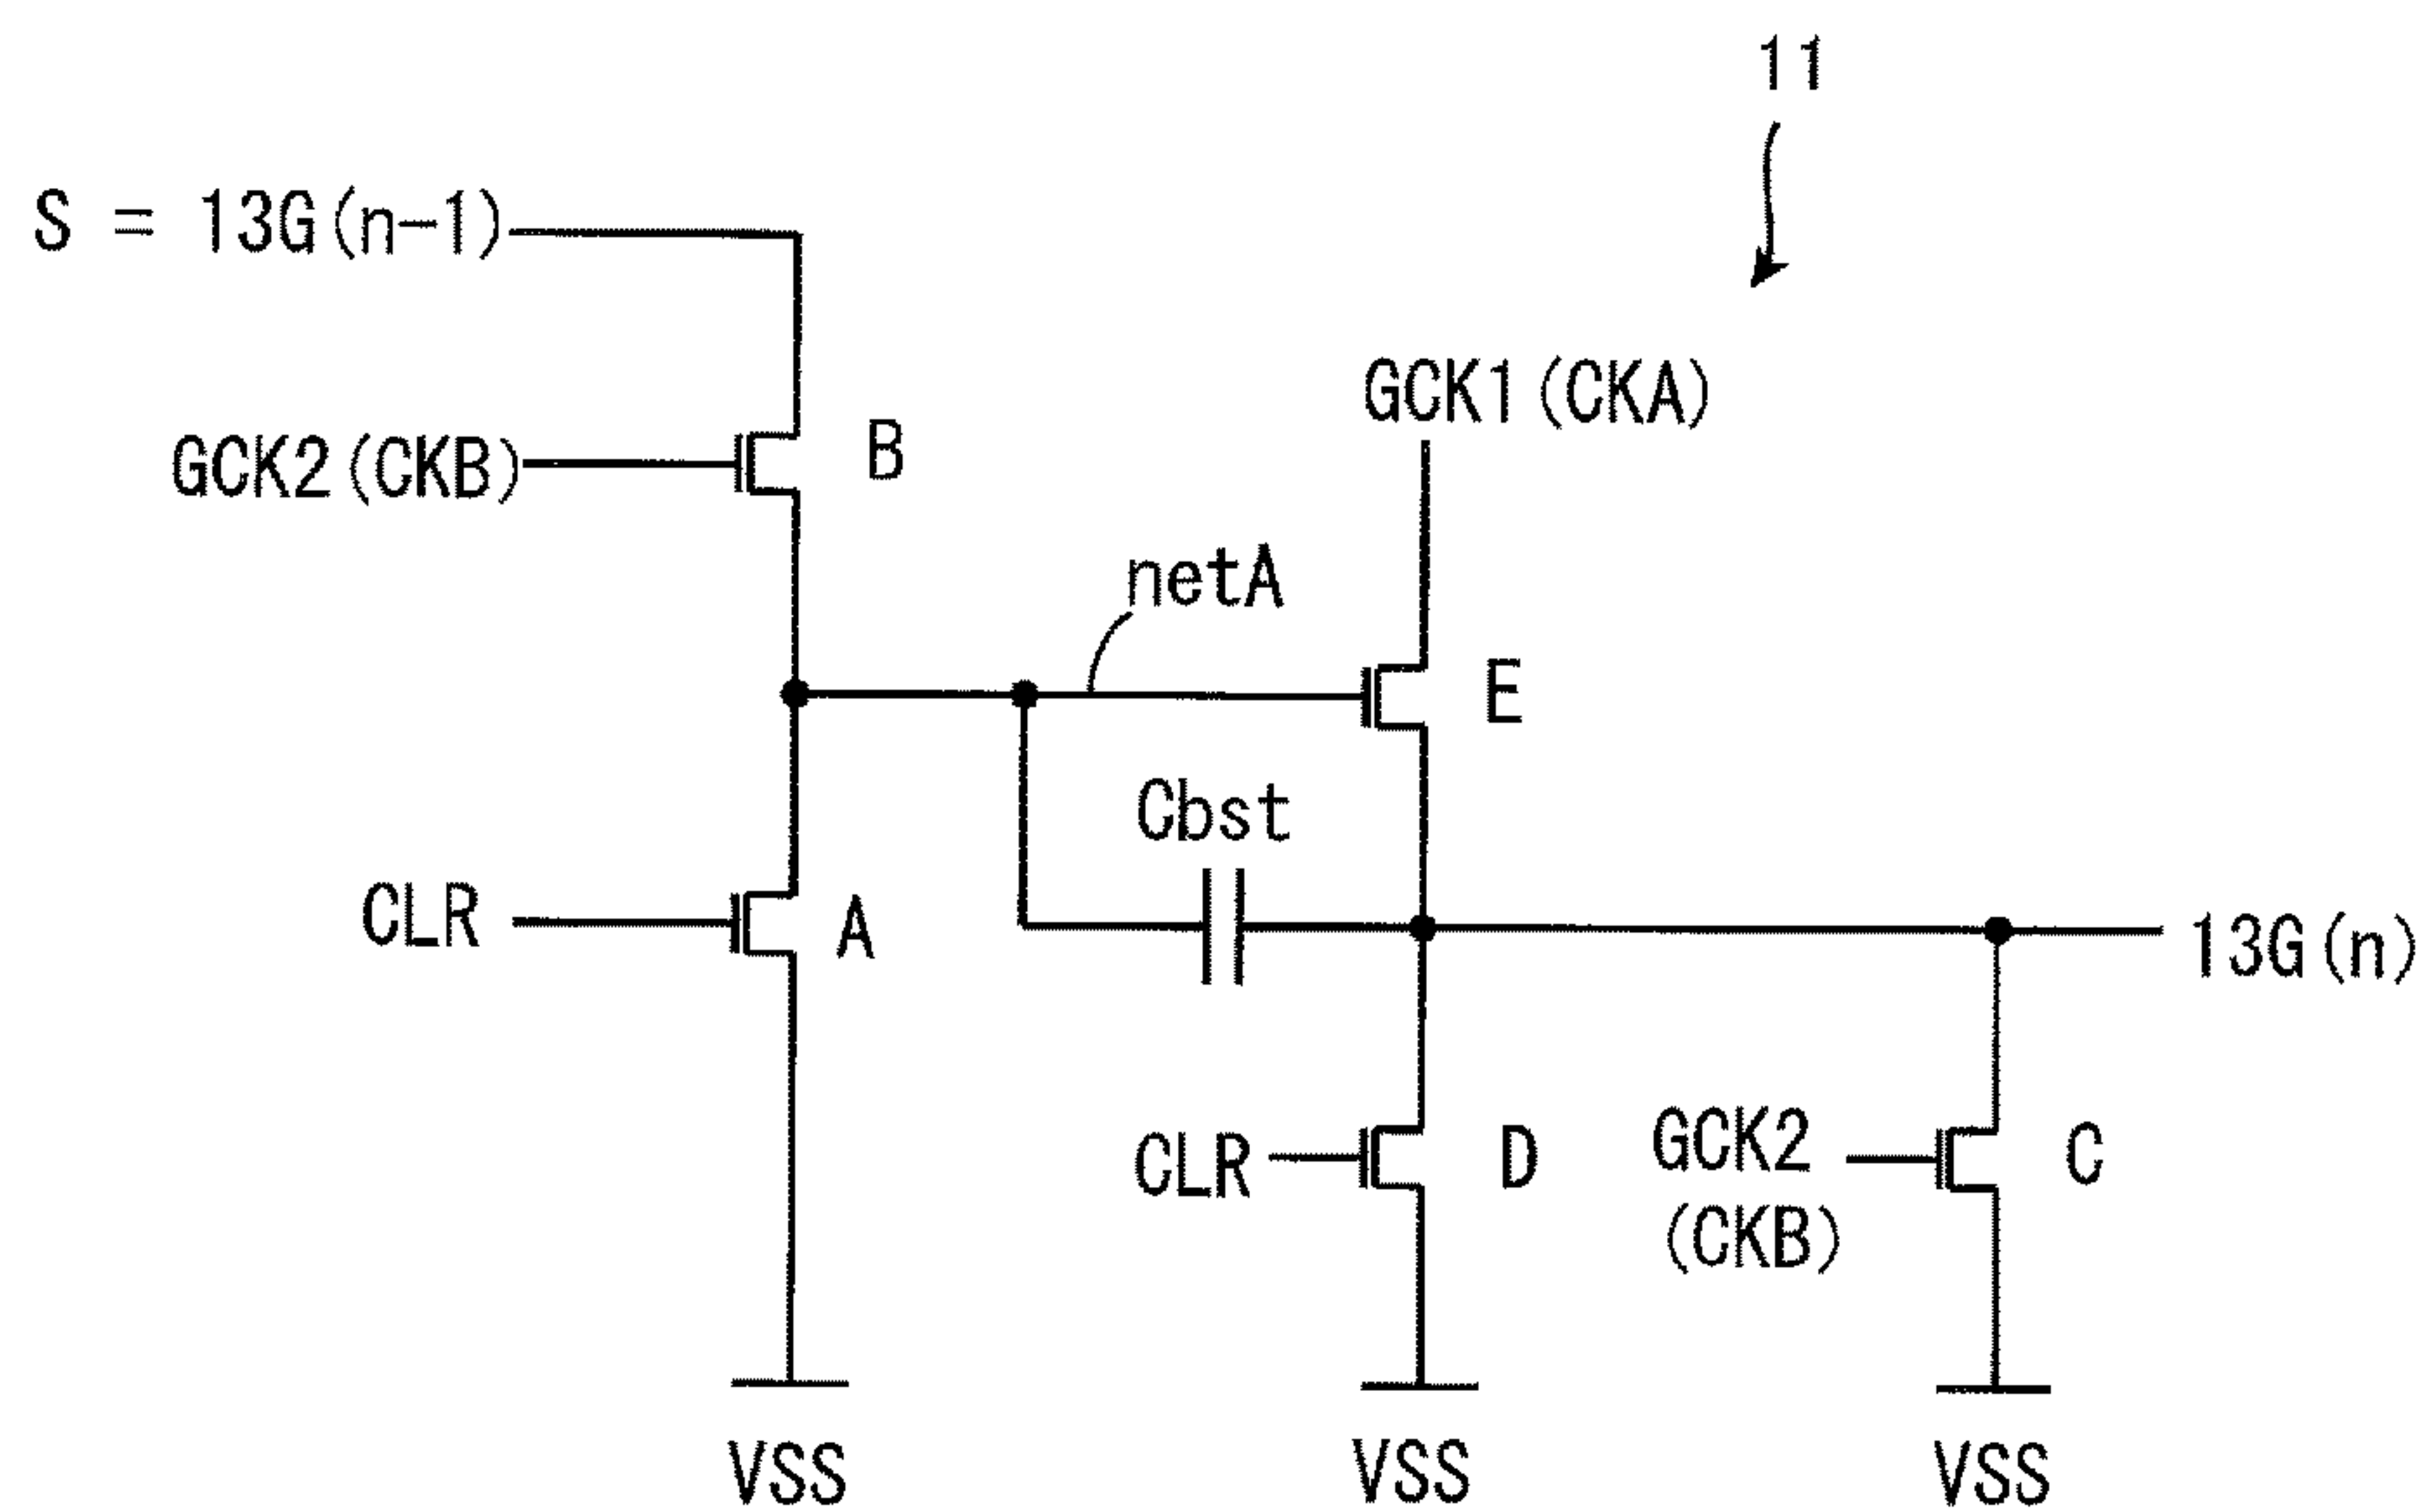 11
S = 13G(n-1)
GCK1(CKA)
GCK2(CKB)
B
netA
E
Cbst
CLR
A
13G(n)
CLR
D
GCK2
(CKB)
C
VSS
VSS
VSS